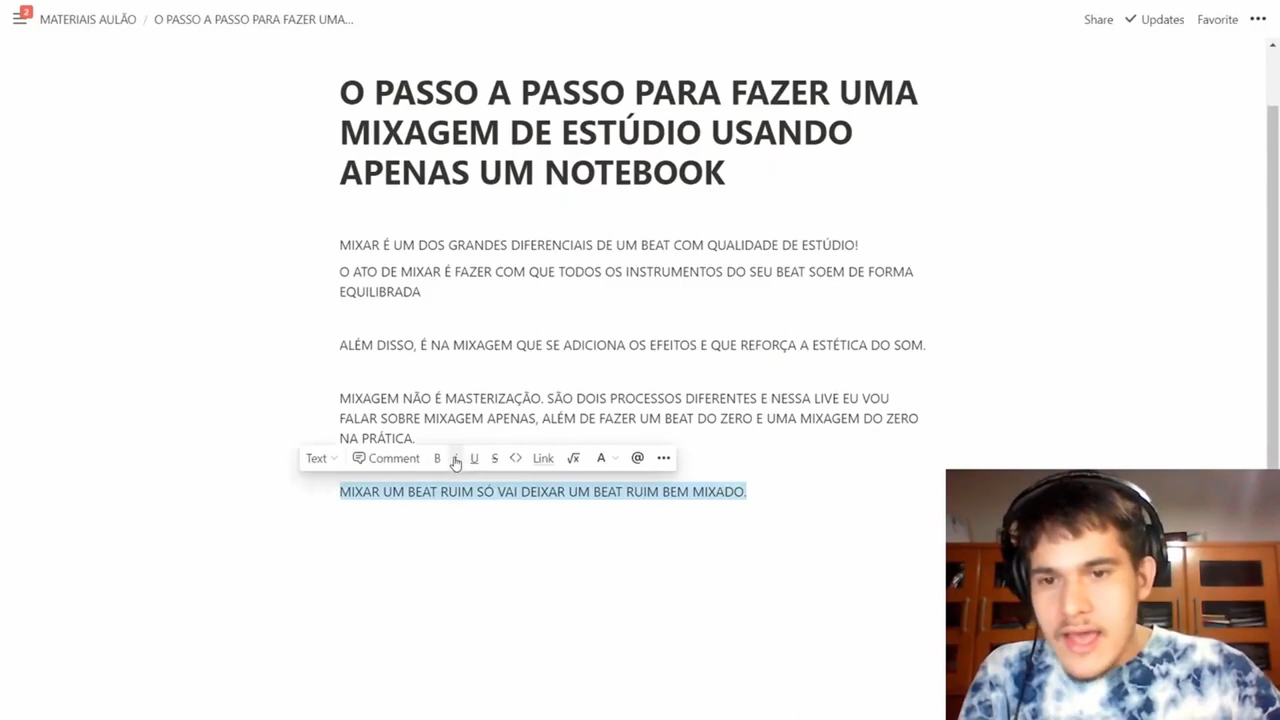 2
MATERIAIS AULÃO / O PASSO A PASSO PARA FAZER UMA...
Share Updates Favorite •••
O PASSO A PASSO PARA FAZER UMA
MIXAGEM DE ESTÚDIO USANDO
APENAS UM NOTEBOOK
MIXAR É UM DOS GRANDES DIFERENCIAIS DE UM BEAT COM QUALIDADE DE ESTÚDIO!
O ATO DE MIXAR É FAZER COM QUE TODOS OS INSTRUMENTOS DO SEU BEAT SOEM DE FORMA
EQUILIBRADA
ALÉM DISSO, É NA MIXAGEM QUE SE ADICIONA OS EFEITOS E QUE REFORÇA A ESTÉTICA DO SOM.
MIXAGEM NÃO É MASTERIZAÇÃO. SÃO DOIS PROCESSOS DIFERENTES E NESSA LIVE EU VOU
FALAR SOBRE MIXAGEM APENAS, ALÉM DE FAZER UM BEAT DO ZERO E UMA MIXAGEM DO ZERO
NA PRÁTICA.
Text Comment B i U S <> Link √x A @ •••
MIXAR UM BEAT RUIM SÓ VAI DEIXAR UM BEAT RUIM BEM MIXADO.